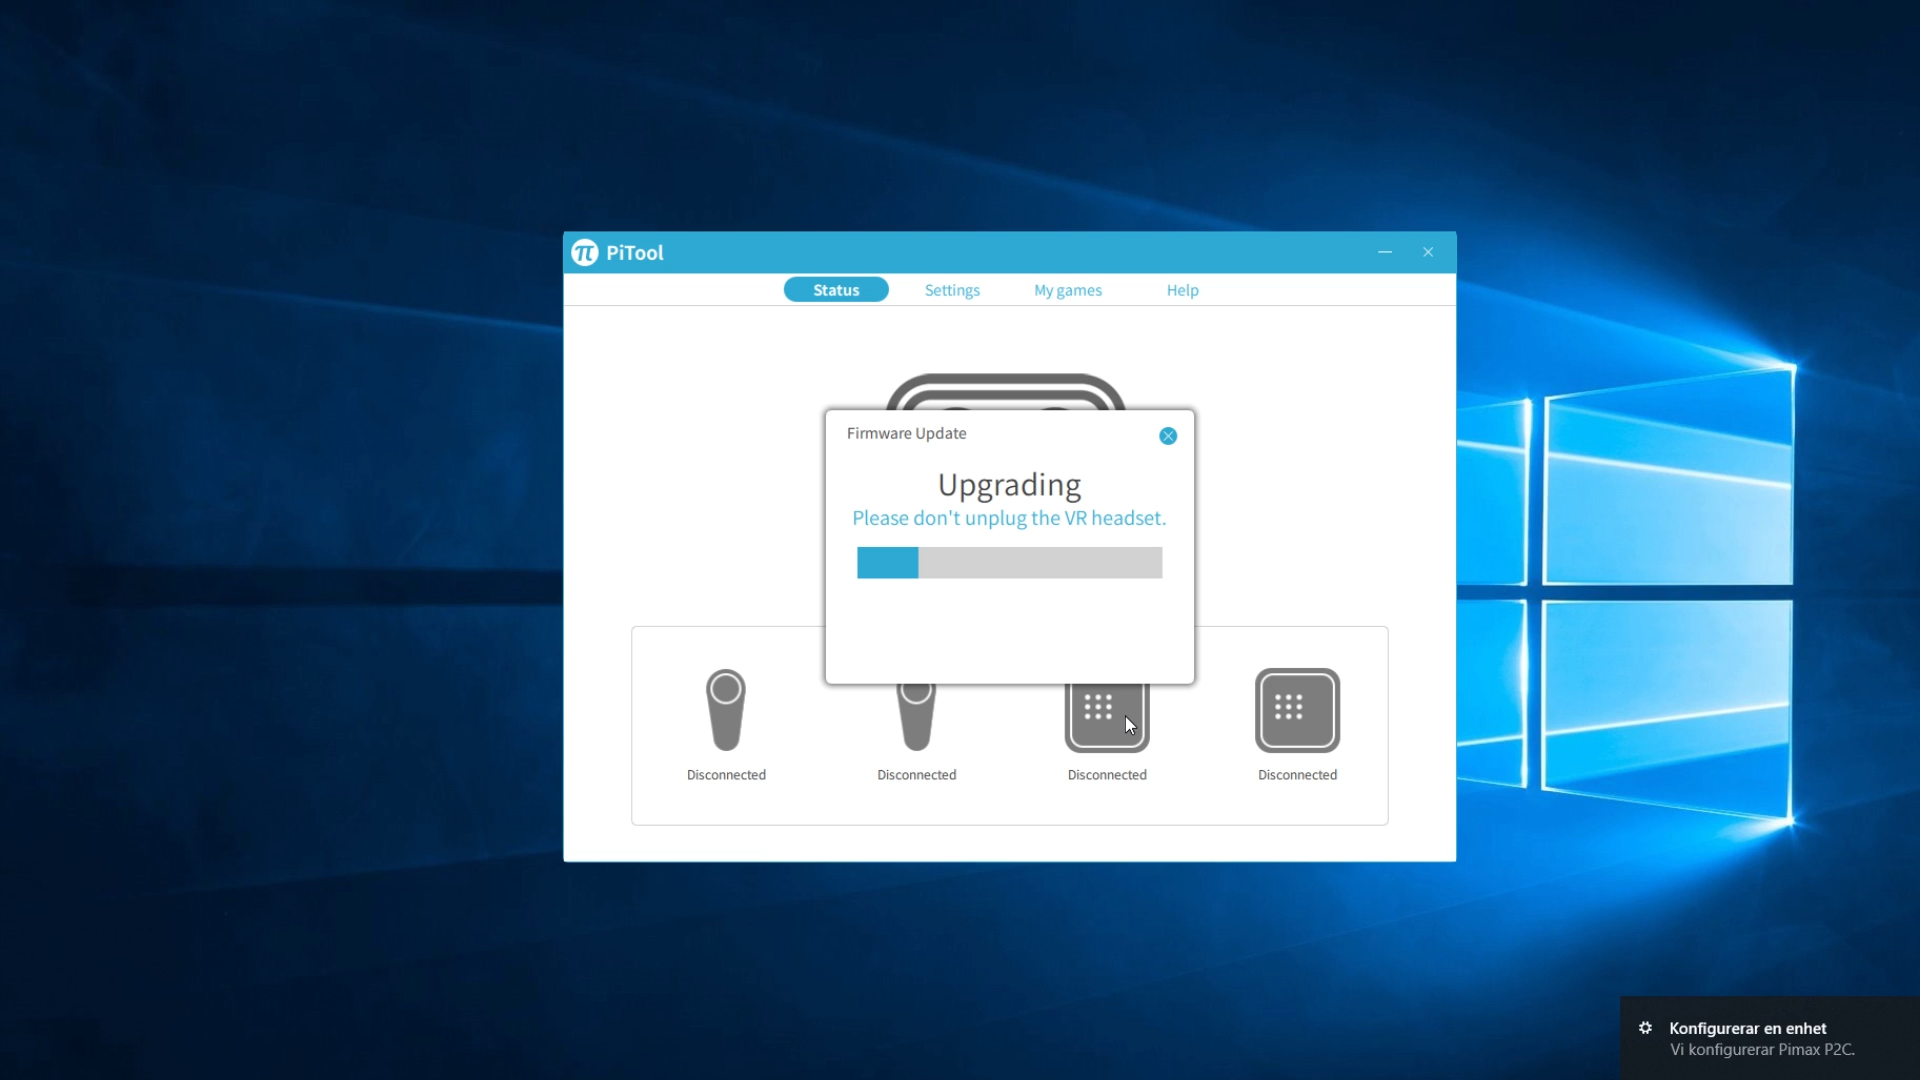 PiTool
Status
Settings
My games
Help
Firmware Update
Upgrading
Please don't unplug the VR headset.
Disconnected
Disconnected
Disconnected
Disconnected
Konfigurerar en enhet
Vi konfigurerar Pimax P2C.